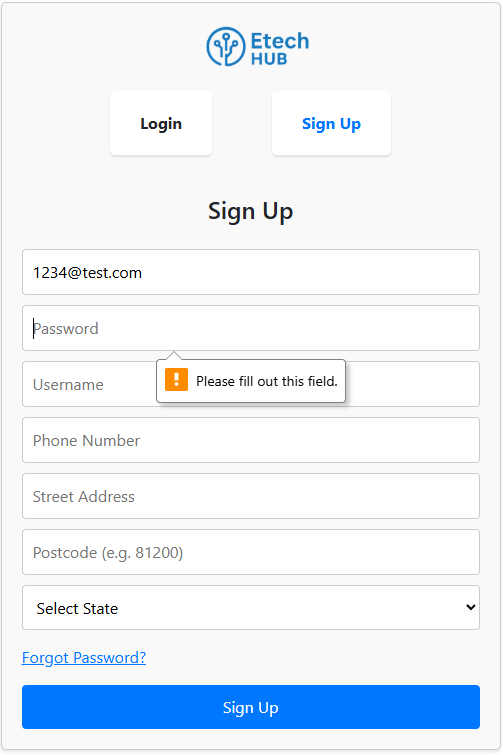 Etech
HUB
Login
Sign Up
Sign Up
1234@test.com
Password
Please fill out this field.
Username
Phone Number
Street Address
Postcode (e.g. 81200)
Select State
Forgot Password?
Sign Up